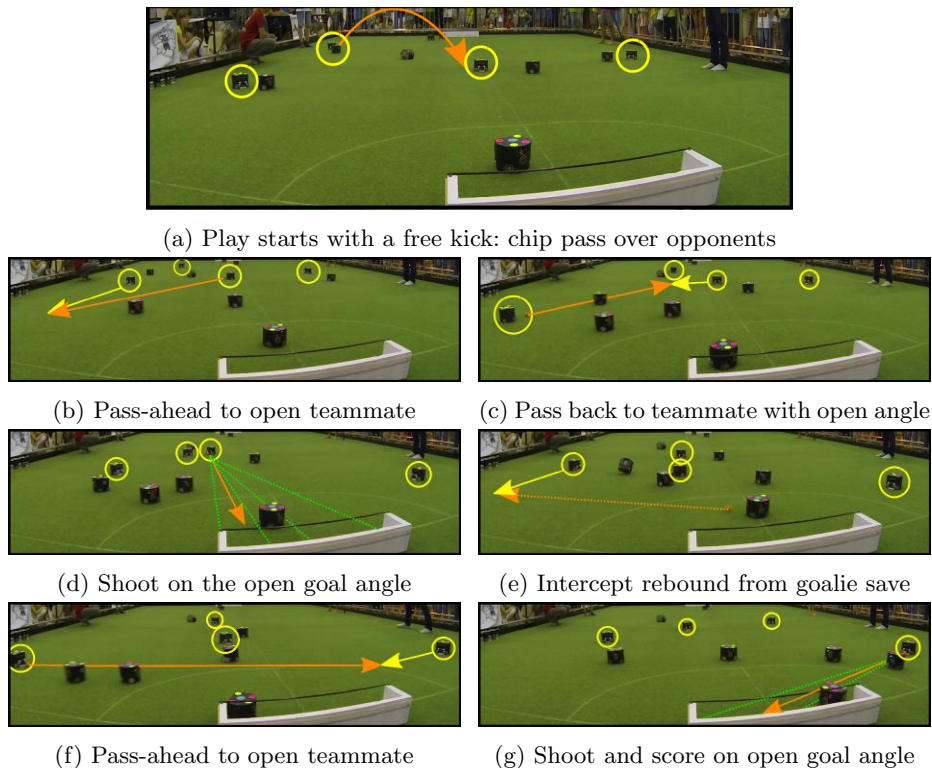 (a) Play starts with a free kick: chip pass over opponents
(b) Pass-ahead to open teammate
(c) Pass back to teammate with open angle
(d) Shoot on the open goal angle
(e) Intercept rebound from goalie save
(f) Pass-ahead to open teammate
(g) Shoot and score on open goal angle